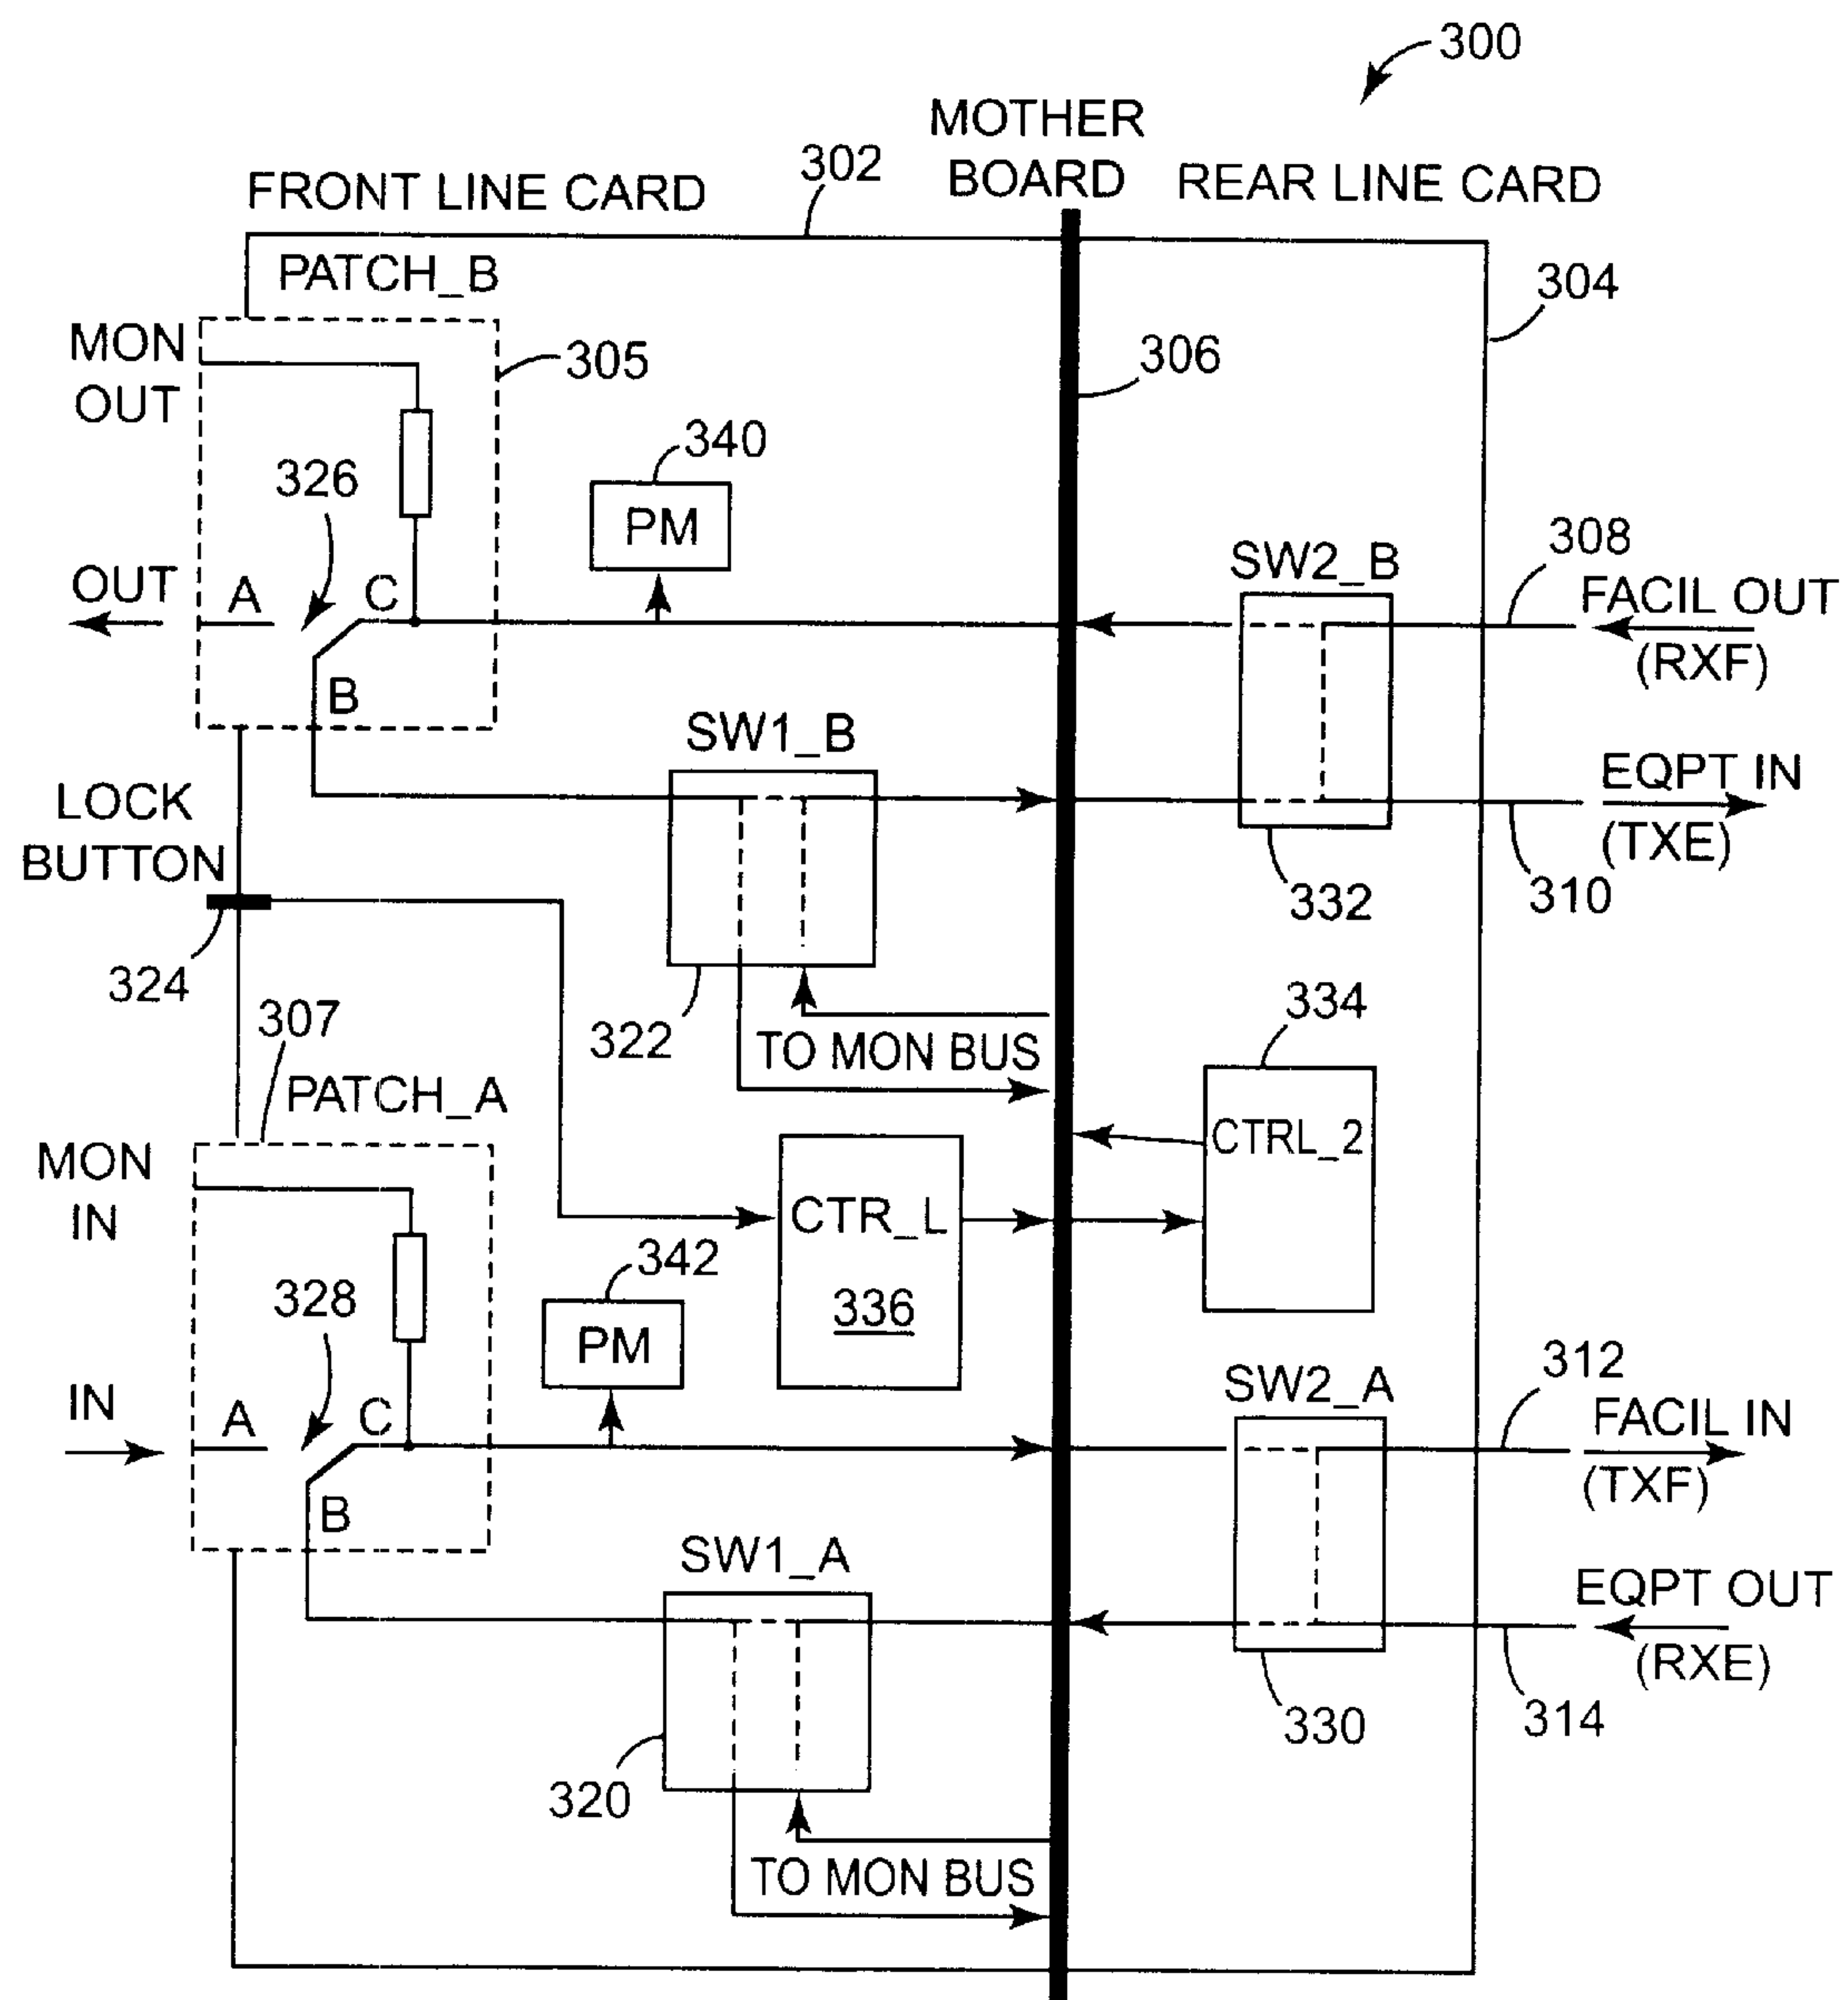 300
MOTHER
BOARD
302
FRONT LINE CARD
REAR LINE CARD
PATCH_B
304
MON
OUT
305
306
340
326
PM
308
SW2_B
OUT
A
C
FACIL OUT
(RXF)
B
SW1_B
EQPT IN
(TXE)
LOCK
BUTTON
332
310
324
307
322
334
TO MON BUS
PATCH_A
MON
IN
CTRL_2
CTR_L
342
328
336
PM
312
SW2_A
IN
A
C
FACIL IN
(TXF)
B
SW1_A
EQPT OUT
(RXE)
330
314
320
TO MON BUS